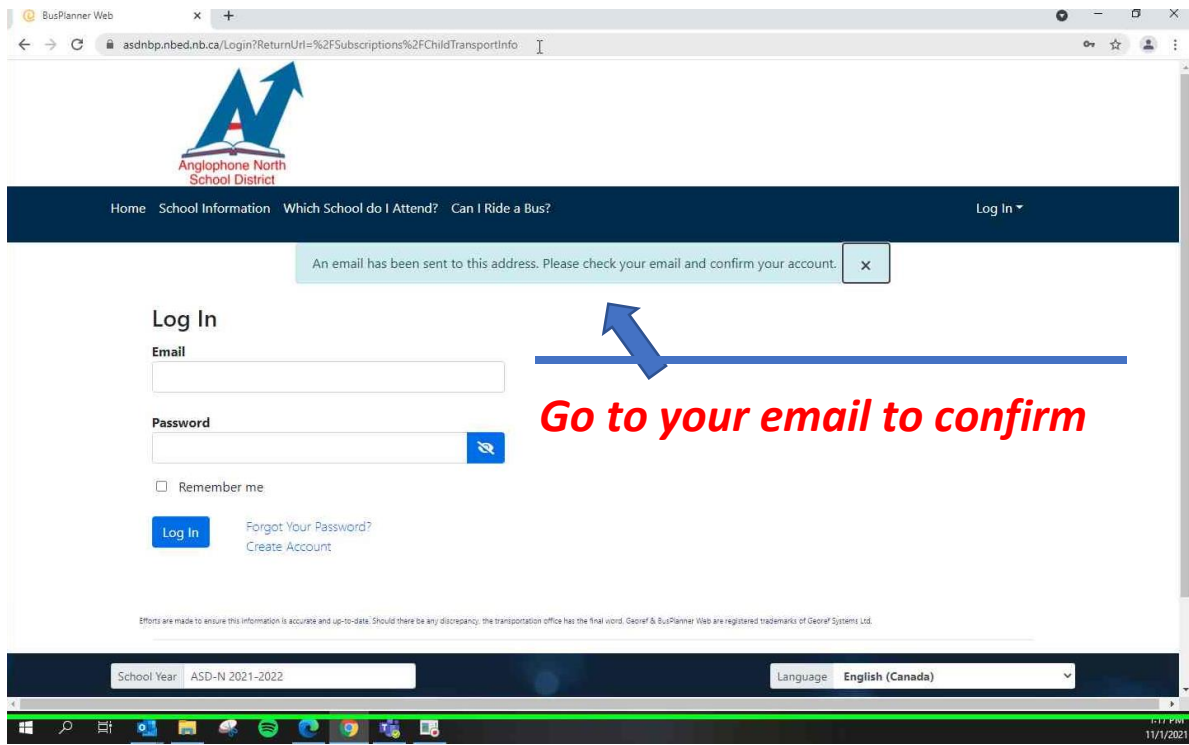 BusPlanner Web
asdnbp.nbed.nb.ca/Login?ReturnUrl=%2FSubscriptions%2FChildTransportInfo
Anglophone North
School District
Home School Information Which School do I Attend? Can I Ride a Bus? Log In
An email has been sent to this address. Please check your email and confirm your account. ×
Log In
Email
Go to your email to confirm
Password
Remember me
Log In Forgot Your Password?
Create Account
Efforts are made to ensure this information is accurate and up-to-date. Should there be any discrepancy, the transportation office has the final word. Georef & BusPlanner Web are registered trademarks of Georef Systems Ltd.
School Year ASD-N 2021-2022 Language English (Canada)
1:17 PM
11/1/2021